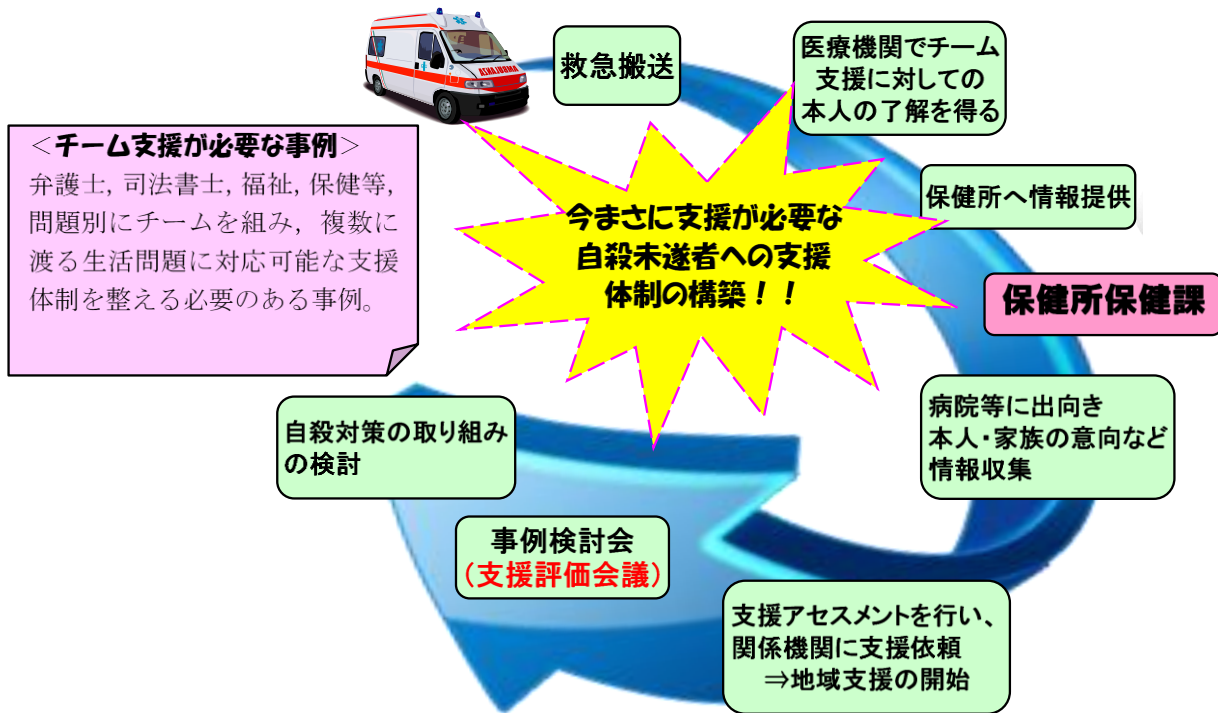 救急搬送
医療機関でチーム
支援に対しての
本人の了解を得る
<チーム支援が必要な事例>
弁護士,司法書士,福祉,保健等,
問題別にチームを組み，複数に
渡る生活問題に対応可能な支援
体制を整える必要のある事例。
保健所へ情報提供
今まさに支援が必要な
自殺未遂者への支援
体制の構築！！
保健所保健課
病院等に出向き
本人・家族の意向など
情報収集
自殺対策の取り組み
の検討
事例検討会
（支援評価会議）
支援アセスメントを行い、
関係機関に支援依頼
⇒地域支援の開始
AMBULANCE